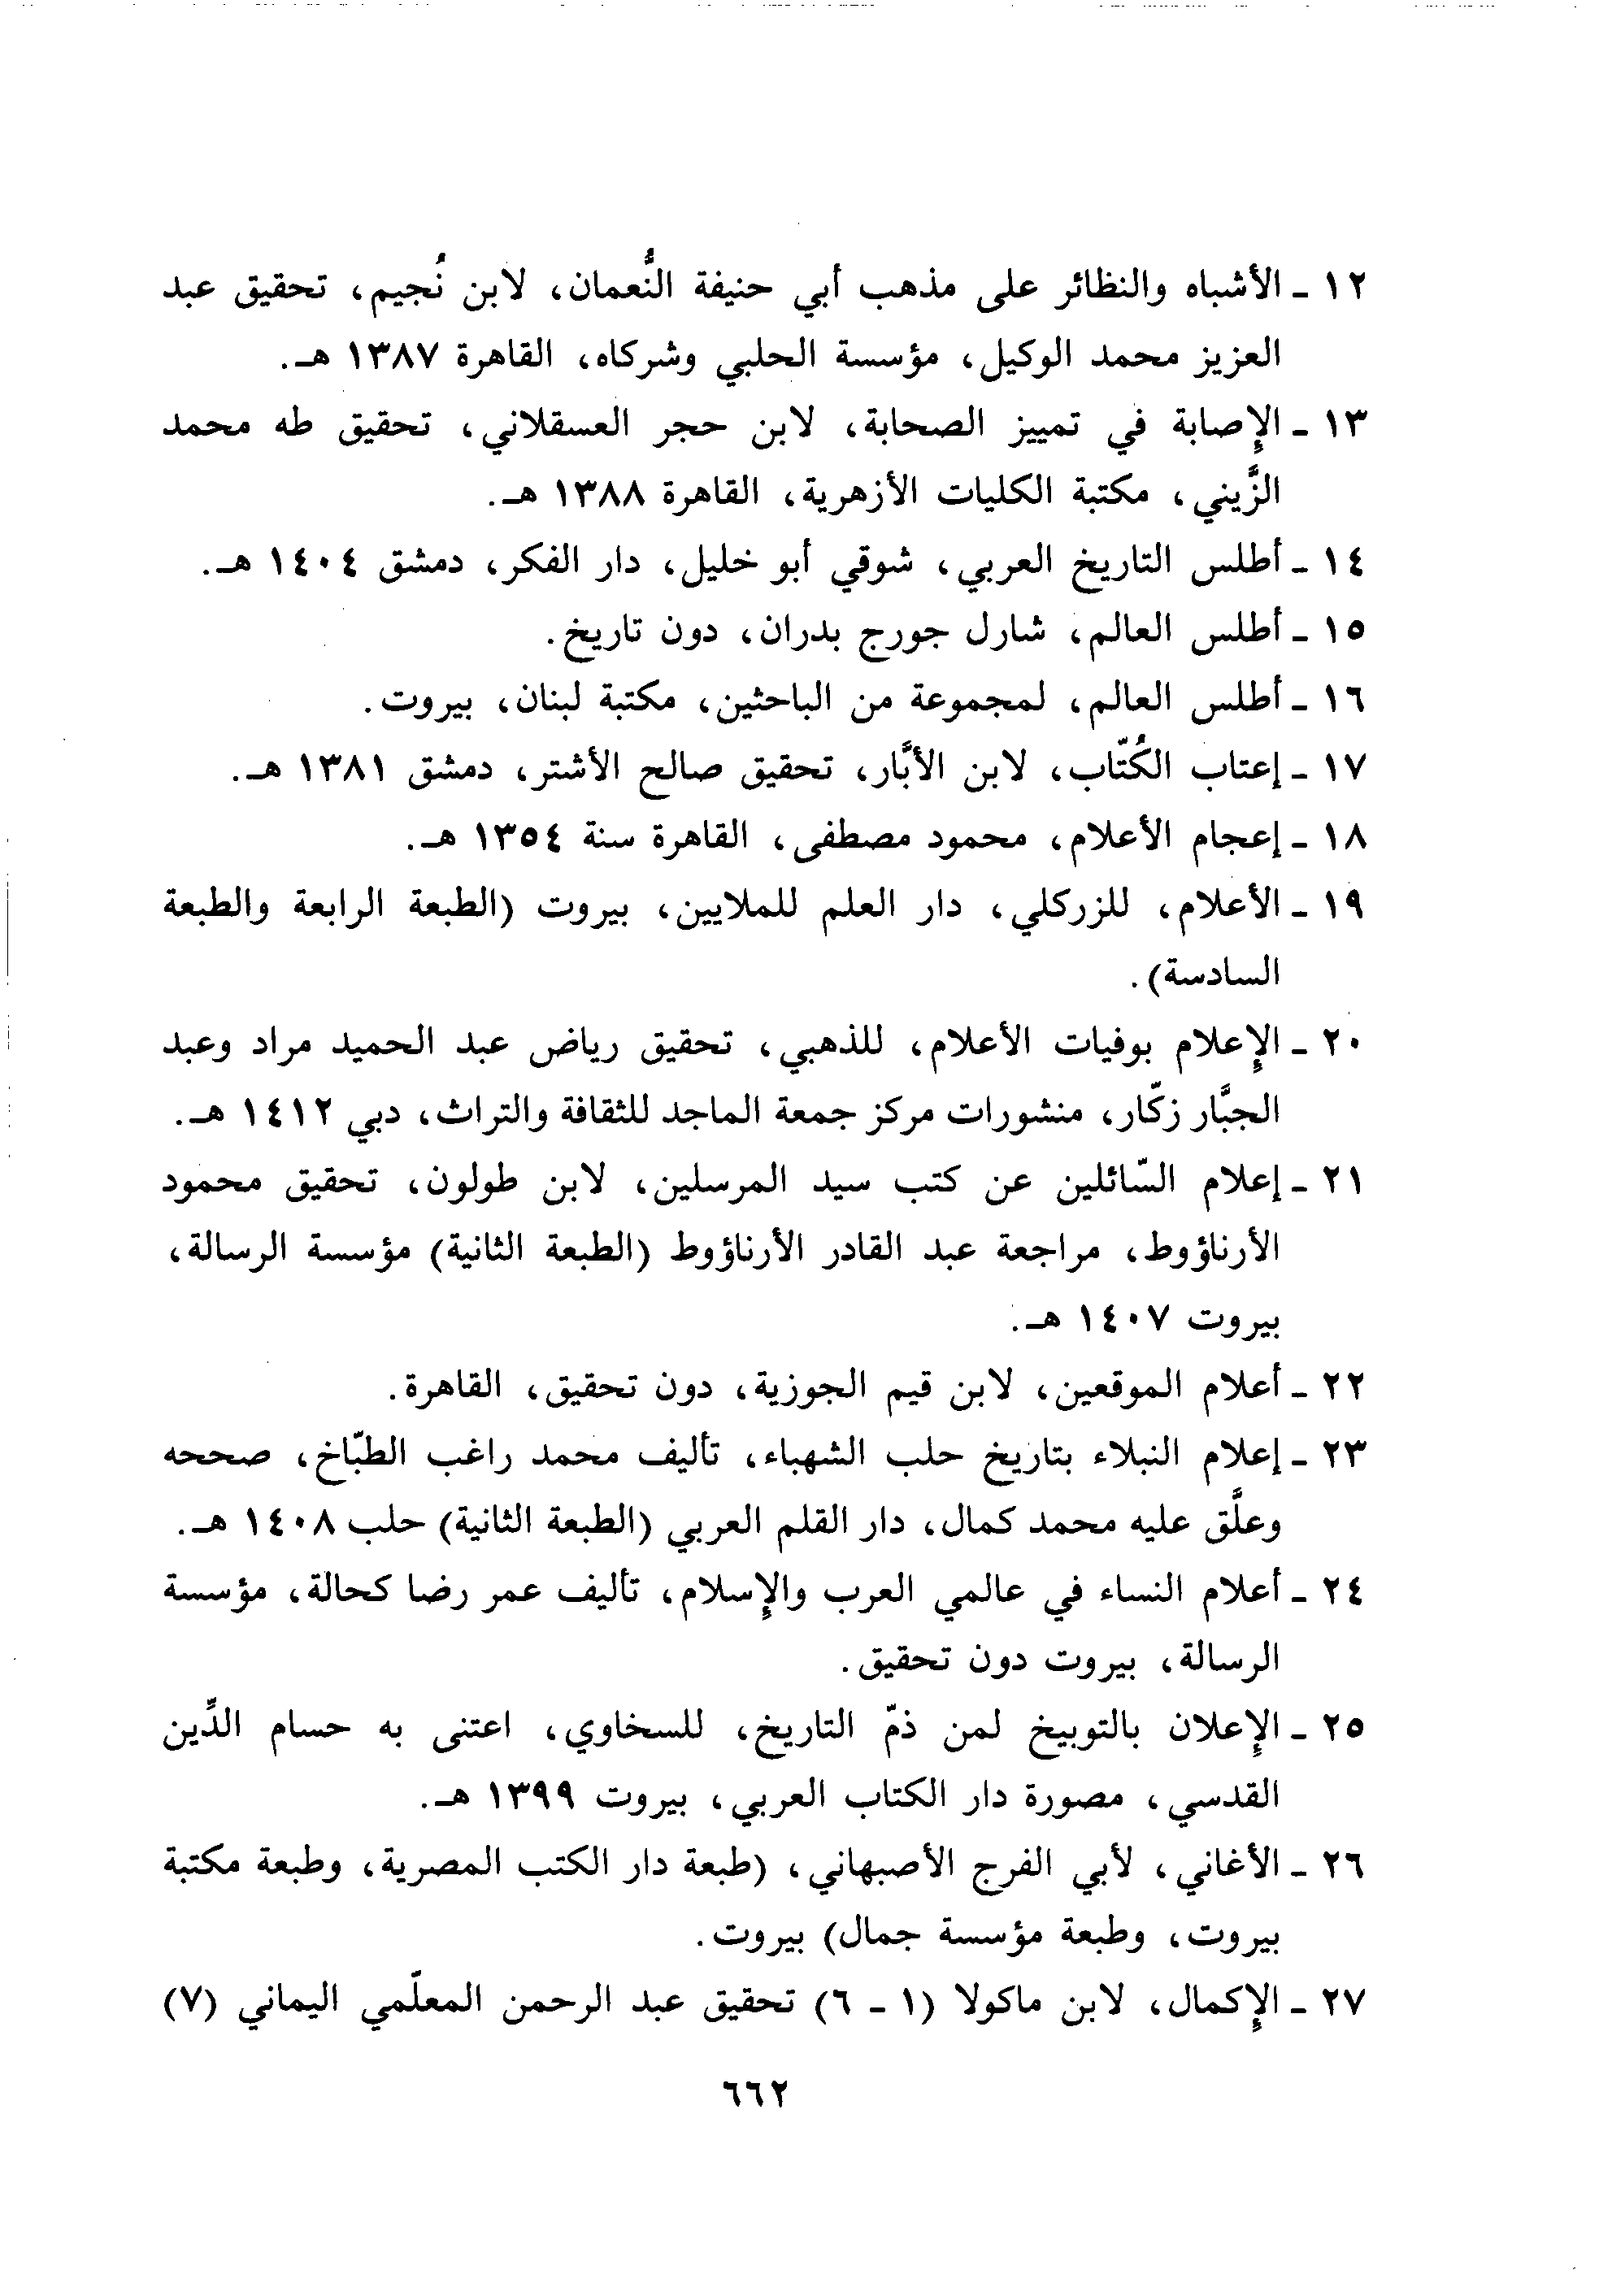 ١٢ ـ الأشباه والنظائر على مذهب أبي حنيفة النُّعمان، لابن نُجيم، تحقيق عبد
العزيز محمد الوكيل، مؤسسة الحلبي وشركاه، القاهرة ١٣٨٧ هـ.
١٣ ـ الإصابة في تمييز الصحابة، لابن حجر العسقلاني، تحقيق طه محمد
الزَّيني، مكتبة الكليات الأزهرية، القاهرة ١٣٨٨ هـ.
١٤ ـ أطلس التاريخ العربي، شوقي أبو خليل، دار الفكر، دمشق ١٤٠٤ هـ.
١٥ ـ أطلس العالم، شارل جورج بدران، دون تاريخ.
١٦ ـ أطلس العالم، لمجموعة من الباحثين، مكتبة لبنان، بيروت.
١٧ ـ إعتاب الكُتّاب، لابن الأبَّار، تحقيق صالح الأشتر، دمشق ١٣٨١ هـ.
١٨ ـ إعجام الأعلام، محمود مصطفى، القاهرة سنة ١٣٥٤ هـ.
١٩ ـ الأعلام، للزركلي، دار العلم للملايين، بيروت (الطبعة الرابعة والطبعة
السادسة).
٢٠ ـ الإعلام بوفيات الأعلام، للذهبي، تحقيق رياض عبد الحميد مراد وعبد
الجبَّار زكّار، منشورات مركز جمعة الماجد للثقافة والتراث، دبي ١٤١٢ هـ.
٢١ ـ إعلام السّائلين عن كتب سيد المرسلين، لابن طولون، تحقيق محمود
الأرناؤوط، مراجعة عبد القادر الأرناؤوط (الطبعة الثانية) مؤسسة الرسالة،
بيروت ١٤٠٧ هـ.
٢٢ ـ أعلام الموقعين، لابن قيم الجوزية، دون تحقيق، القاهرة.
٢٣ ـ إعلام النبلاء بتاريخ حلب الشهباء، تأليف محمد راغب الطبّاخ، صححه
وعلَّق عليه محمد كمال، دار القلم العربي (الطبعة الثانية) حلب ١٤٠٨ هـ.
٢٤ ـ أعلام النساء في عالمي العرب والإسلام، تأليف عمر رضا كحالة، مؤسسة
الرسالة، بيروت دون تحقيق.
٢٥ ـ الإعلان بالتوبيخ لمن ذمّ التاريخ، للسخاوي، اعتنى به حسام الدِّين
القدسي، مصورة دار الكتاب العربي، بيروت ١٣٩٩ هـ.
٢٦ ـ الأغاني، لأبي الفرج الأصبهاني، (طبعة دار الكتب المصرية، وطبعة مكتبة
بيروت، وطبعة مؤسسة جمال) بيروت.
٢٧ ـ الإكمال، لابن ماكولا (١ ـ ٦) تحقيق عبد الرحمن المعلّمي اليماني (٧)
٦٦٢